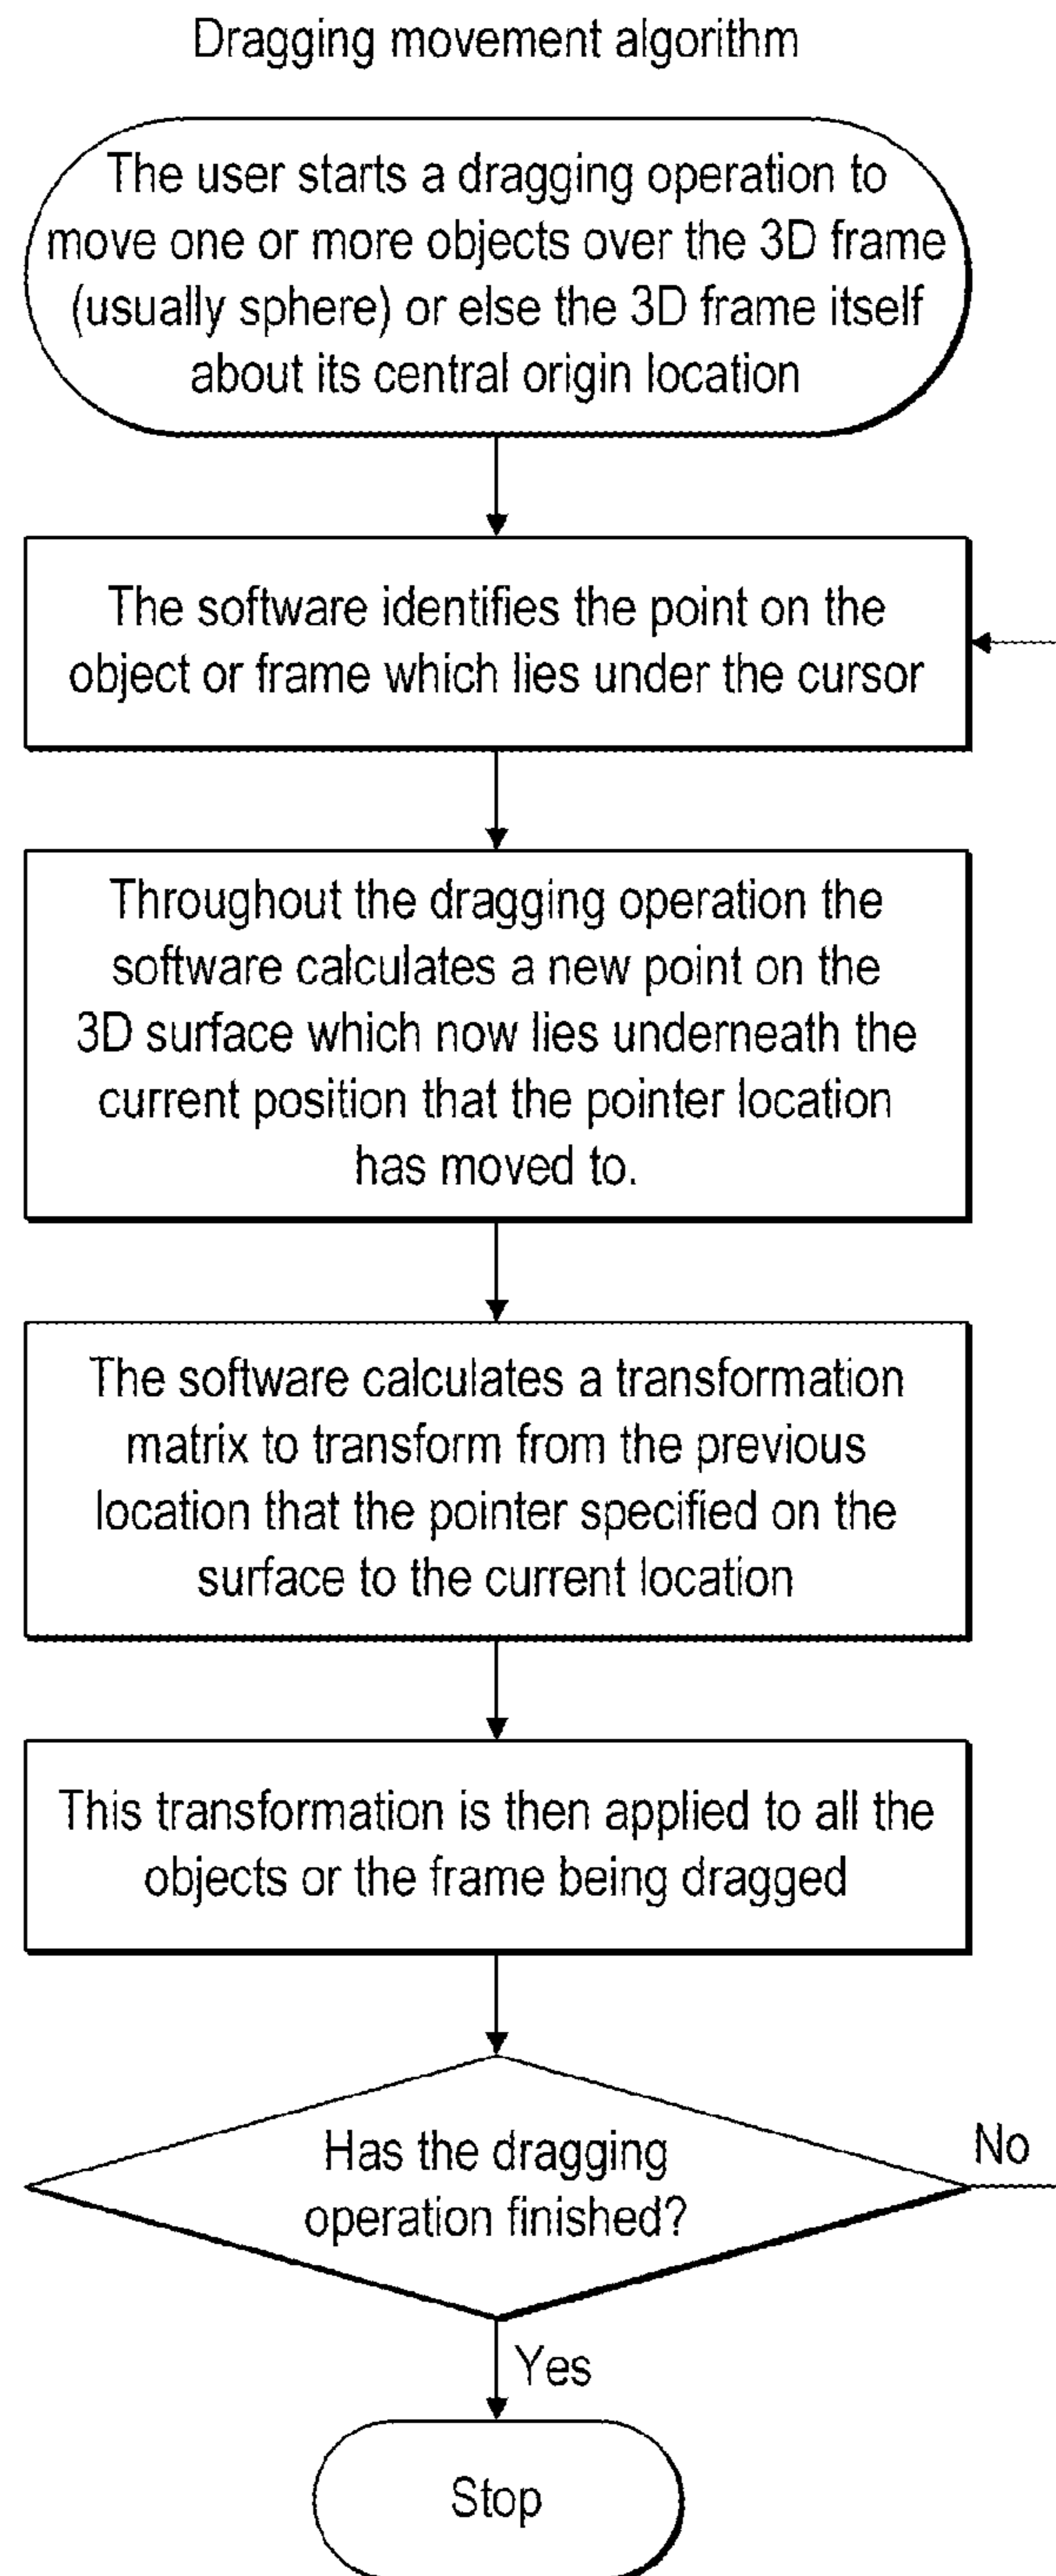 Dragging movement algorithm
The user starts a dragging operation to
move one or more objects over the 3D frame
(usually sphere) or else the 3D frame itself
about its central origin location
The software identifies the point on the
object or frame which lies under the cursor
Throughout the dragging operation the
software calculates a new point on the
3D surface which now lies underneath the
current position that the pointer location
has moved to.
The software calculates a transformation
matrix to transform from the previous
location that the pointer specified on the
surface to the current location
This transformation is then applied to all the
objects or the frame being dragged
Has the dragging
operation finished?
No
Yes
Stop